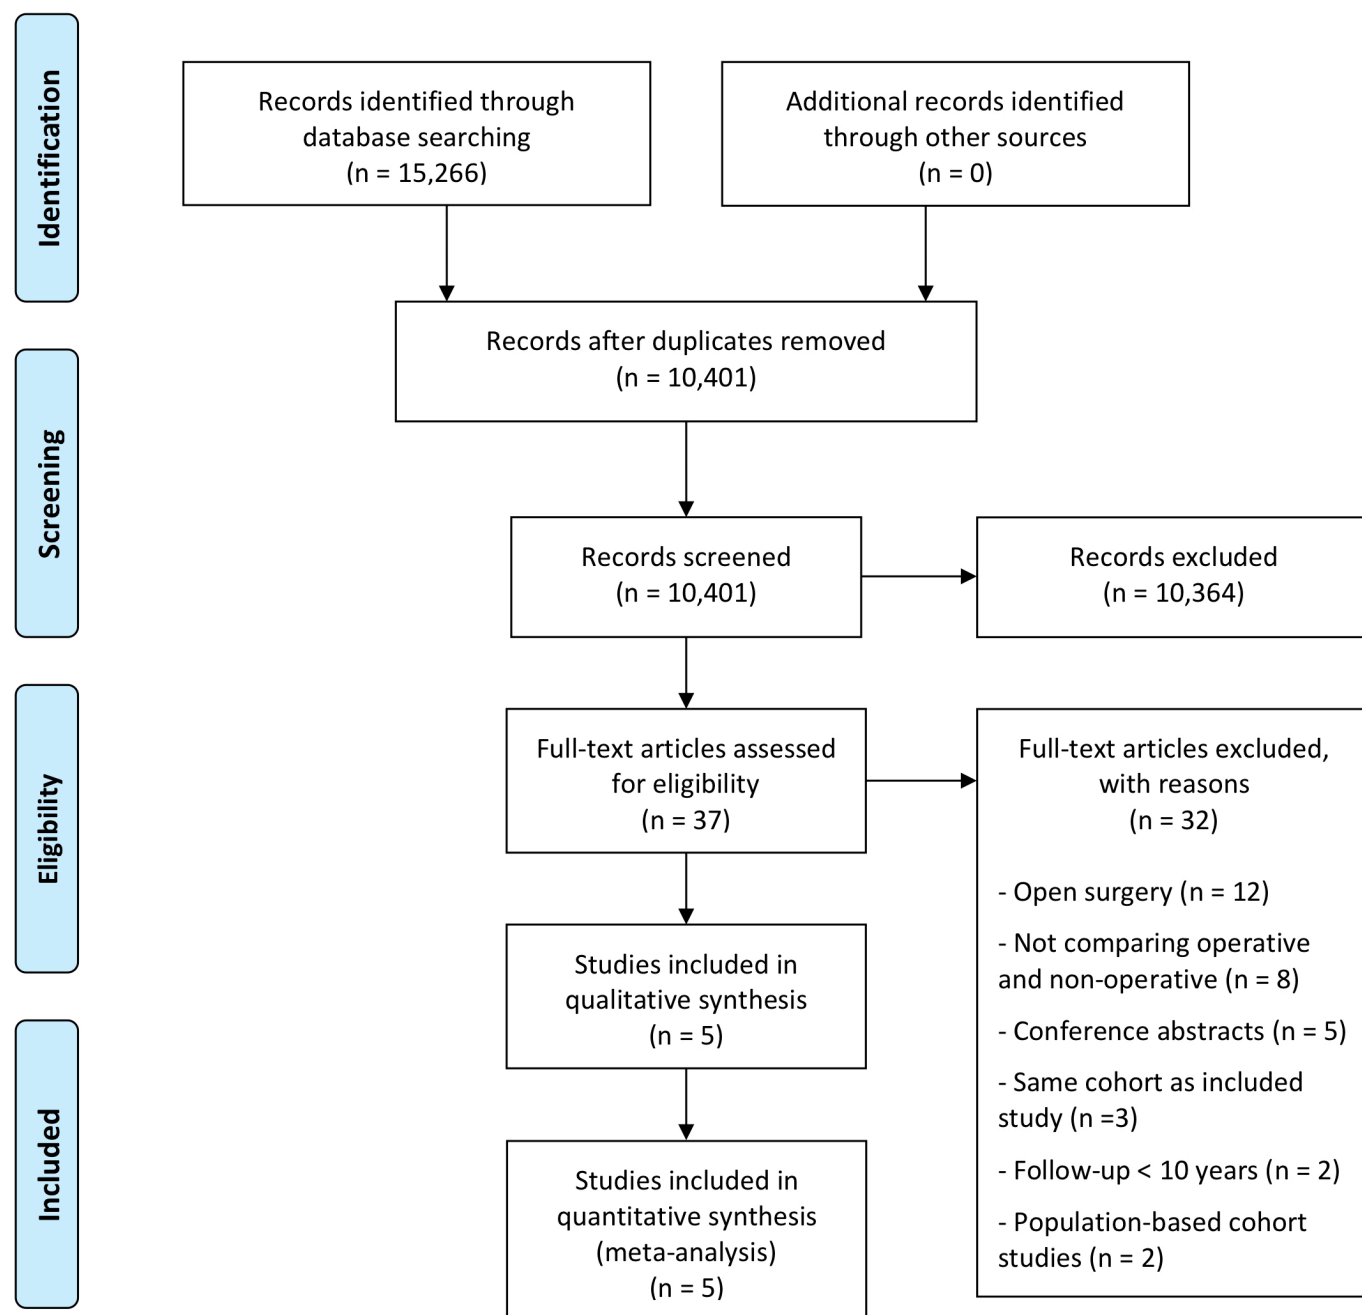 Identification
Records identified through
database searching
(n = 15,266)
Additional records identified
through other sources
(n = 0)
Records after duplicates removed
(n = 10,401)
Screening
Records screened
(n = 10,401)
Records excluded
(n = 10,364)
Eligibility
Full-text articles assessed
for eligibility
(n = 37)
Full-text articles excluded,
with reasons
(n = 32)
- Open surgery (n = 12)
- Not comparing operative
and non-operative (n = 8)
- Conference abstracts (n = 5)
- Same cohort as included
study (n =3)
- Follow-up < 10 years (n = 2)
- Population-based cohort
studies (n = 2)
Studies included in
qualitative synthesis
(n = 5)
Included
Studies included in
quantitative synthesis
(meta-analysis)
(n = 5)